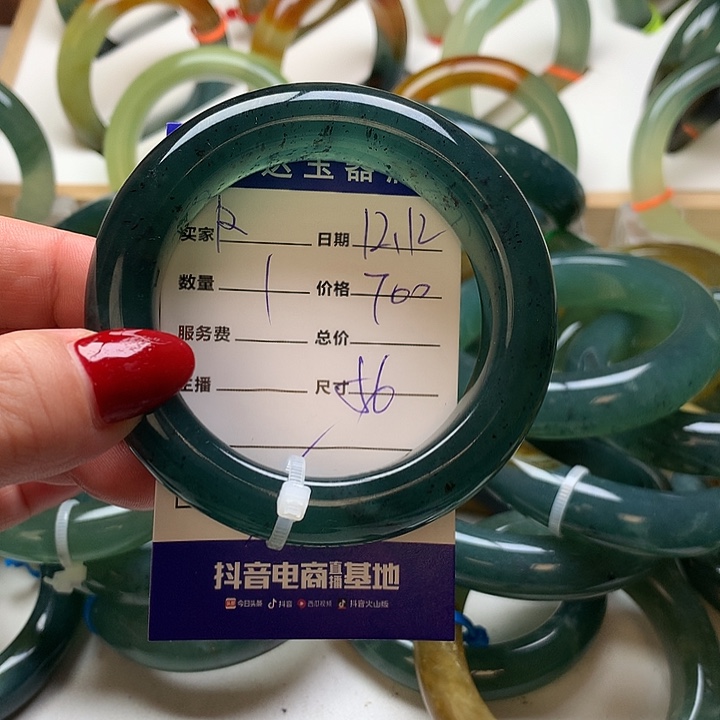 玉器
买家 R 日期 12.12
数量 1 价格 700
服务费 总价
主播 尺寸 56
抖音电商直播基地
今日头条 抖音 西瓜视频 抖音火山版